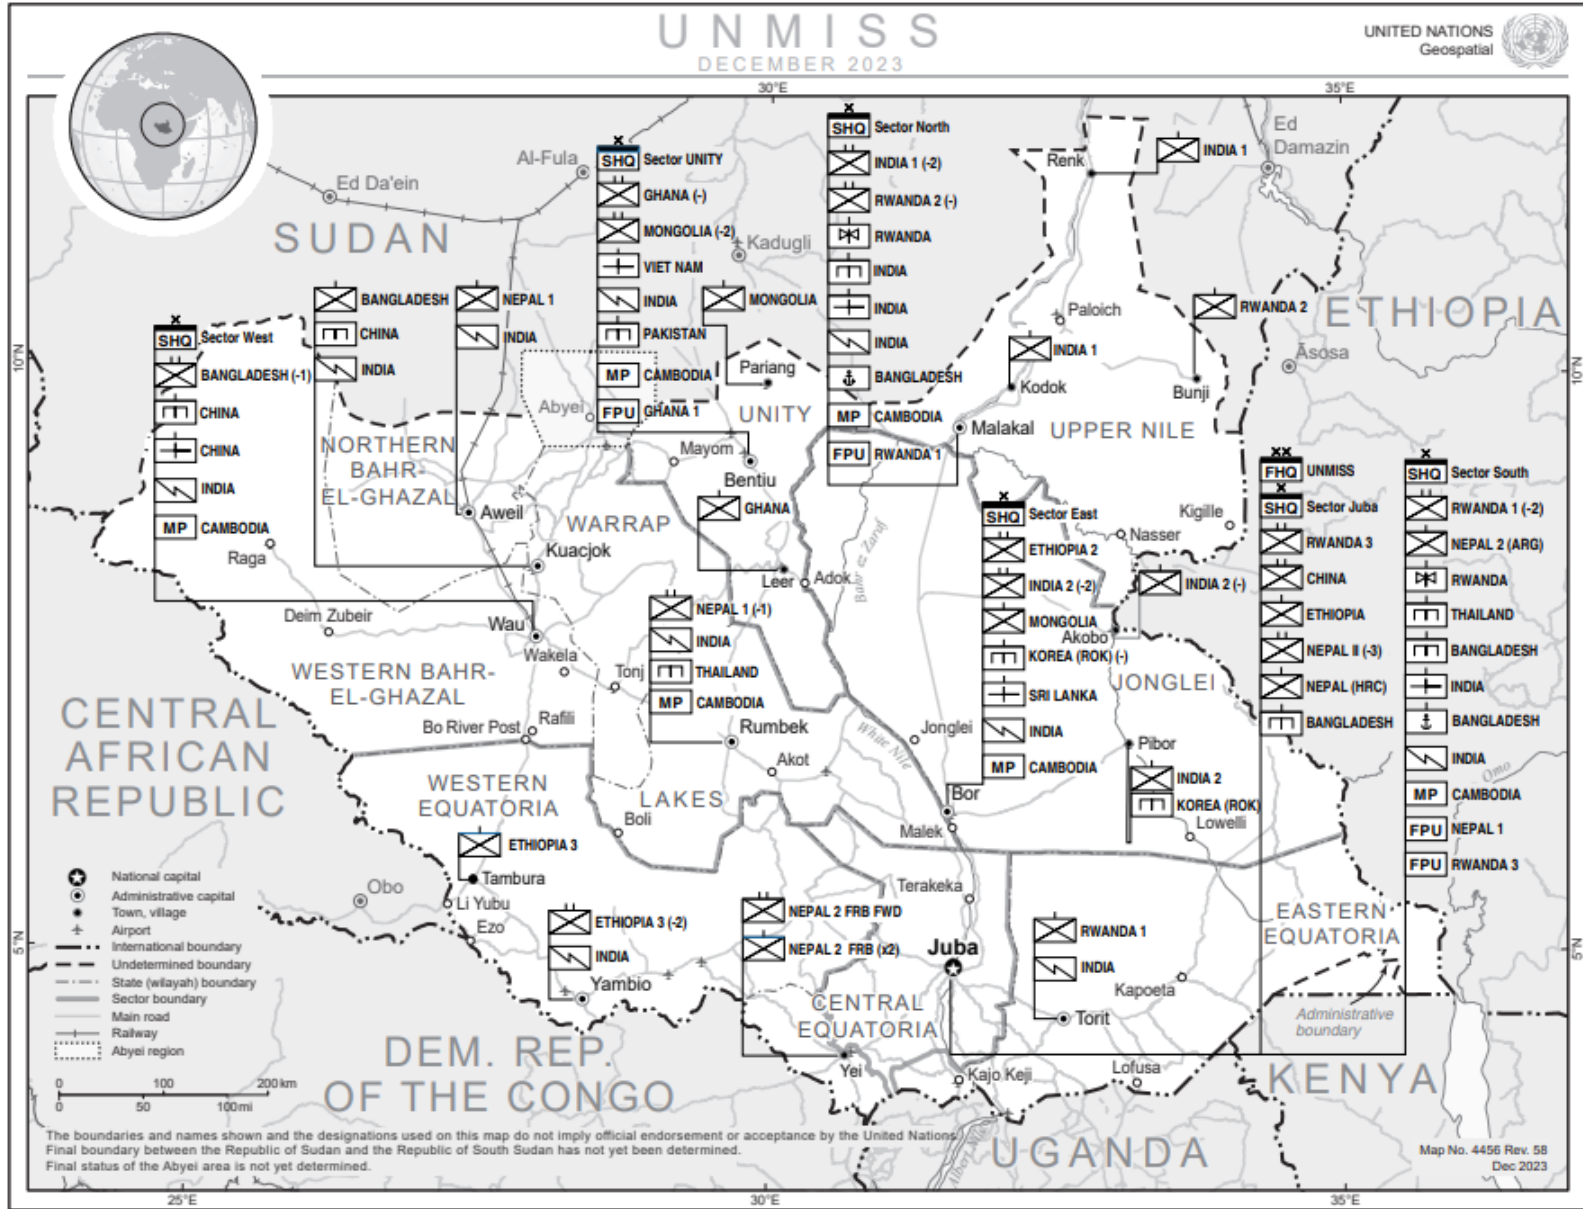 UNMISS
DECEMBER 2023
UNITED NATIONS
Geospatial
30°E
35°E
SHQ Sector North
INDIA 1 (-2)
RWANDA 2 (-)
RWANDA
INDIA
INDIA
INDIA
BANGLADESH
MP CAMBODIA
FPU RWANDA 1
SHQ Sector UNITY
GHANA (-)
MONGOLIA (-2)
VIET NAM
INDIA
PAKISTAN
MP CAMBODIA
FPU GHANA 1
Al-Fula
Ed Da'ein
SUDAN
Kadugli
MONGOLIA
Renk
INDIA 1
Ed
Damazin
ETHIOPIA
Paloich
RWANDA 2
INDIA 1
Āsosa
Kodok
Bunji
BANGLADESH
CHINA
INDIA
NEPAL 1
INDIA
SHQ Sector West
BANGLADESH (-1)
CHINA
CHINA
INDIA
MP CAMBODIA
10°N
10°N
Abyei
Pariang
UNITY
Malakal
UPPER NILE
NORTHERN
BAHR-
EL-GHAZAL
Mayom
Bentiu
GHANA
Aweil
WARRAP
Kuacjok
Raga
Leer
Adok
Bahr ez Zaraf
SHQ Sector East
ETHIOPIA 2
INDIA 2 (-2)
MONGOLIA
KOREA (ROK) (-)
SRI LANKA
INDIA
MP CAMBODIA
Nasser
Kigille
INDIA 2 (-)
Akobo
FHQ UNMISS
SHQ Sector Juba
RWANDA 3
CHINA
ETHIOPIA
NEPAL II (-3)
NEPAL (HRC)
BANGLADESH
SHQ Sector South
RWANDA 1 (-2)
NEPAL 2 (ARG)
RWANDA
THAILAND
BANGLADESH
INDIA
BANGLADESH
INDIA
MP CAMBODIA
FPU NEPAL 1
FPU RWANDA 3
Omo
Deim Zubeir
Wau
Wakela
Tonj
NEPAL 1 (-1)
INDIA
THAILAND
MP CAMBODIA
WESTERN BAHR-
EL-GHAZAL
JONGLEI
CENTRAL
AFRICAN
REPUBLIC
Bo River Post
Rafili
Rumbek
Akot
White Nile
Jonglei
Pibor
INDIA 2
KOREA (ROK)
Lowelli
WESTERN
EQUATORIA
LAKES
Boli
Bor
Malek
ETHIOPIA 3
Tambura
Li Yubu
Ezo
Obo
Terakeka
ETHIOPIA 3 (-2)
INDIA
Yambio
NEPAL 2 FRB FWD
NEPAL 2 FRB (x2)
Juba
RWANDA 1
INDIA
EASTERN
EQUATORIA
5°N
5°N
Kapoeta
Torit
CENTRAL
EQUATORIA
Administrative
boundary
Yei
Kajo Keji
Lofusa
KENYA
DEM. REP.
OF THE CONGO
UGANDA
Albert Nile
National capital
Administrative capital
Town, village
Airport
International boundary
Undetermined boundary
State (wilayah) boundary
Sector boundary
Main road
Railway
Abyei region
0 100 200 km
0 50 100 mi
The boundaries and names shown and the designations used on this map do not imply official endorsement or acceptance by the United Nations.
Final boundary between the Republic of Sudan and the Republic of South Sudan has not yet been determined.
Final status of the Abyei area is not yet determined.
Map No. 4456 Rev. 58
Dec 2023
25°E
30°E
35°E